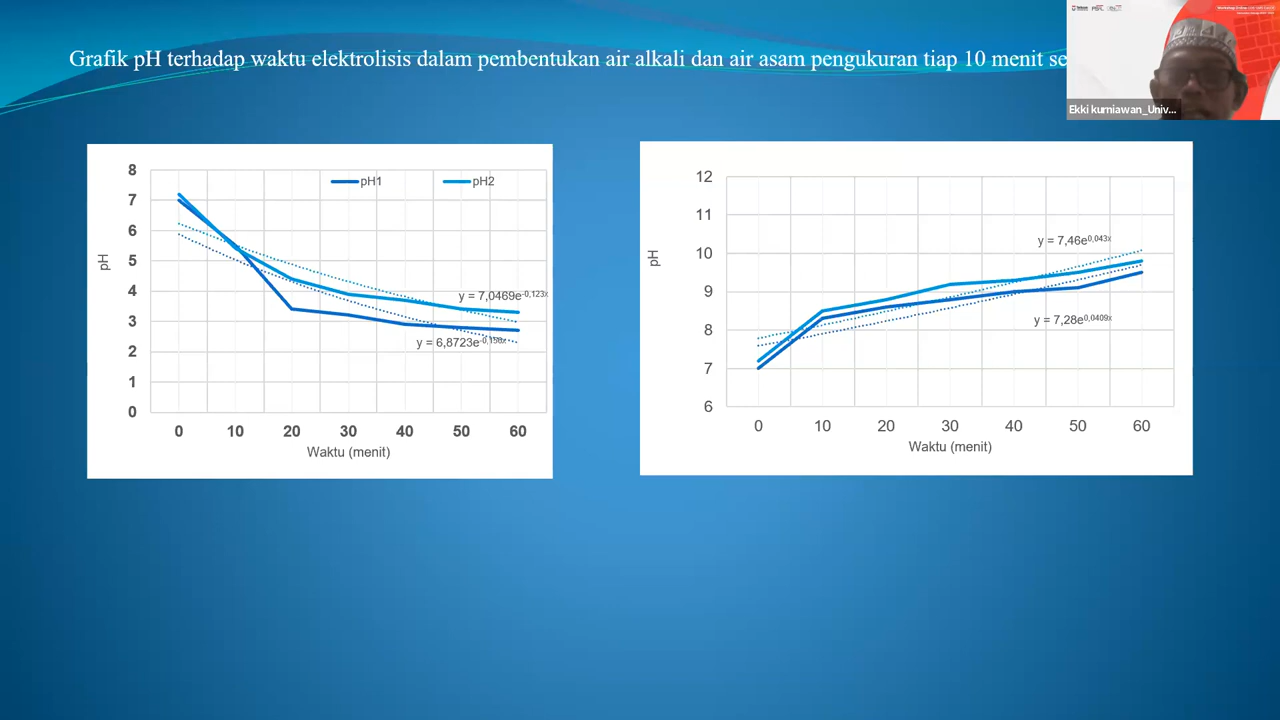 Grafik pH terhadap waktu elektrolisis dalam pembentukan air alkali dan air asam pengukuran tiap 10 menit se
Ekki kurniawan_Univ...
8
7
6
5
4
3
2
1
0
pH
pH1 pH2
y = 7,0469e-0,123x
y = 6,8723e
0 10 20 30 40 50 60
Waktu (menit)
12
11
10
9
8
7
6
pH
y = 7,46e0,043x
y = 7,28e0,0409x
0 10 20 30 40 50 60
Waktu (menit)